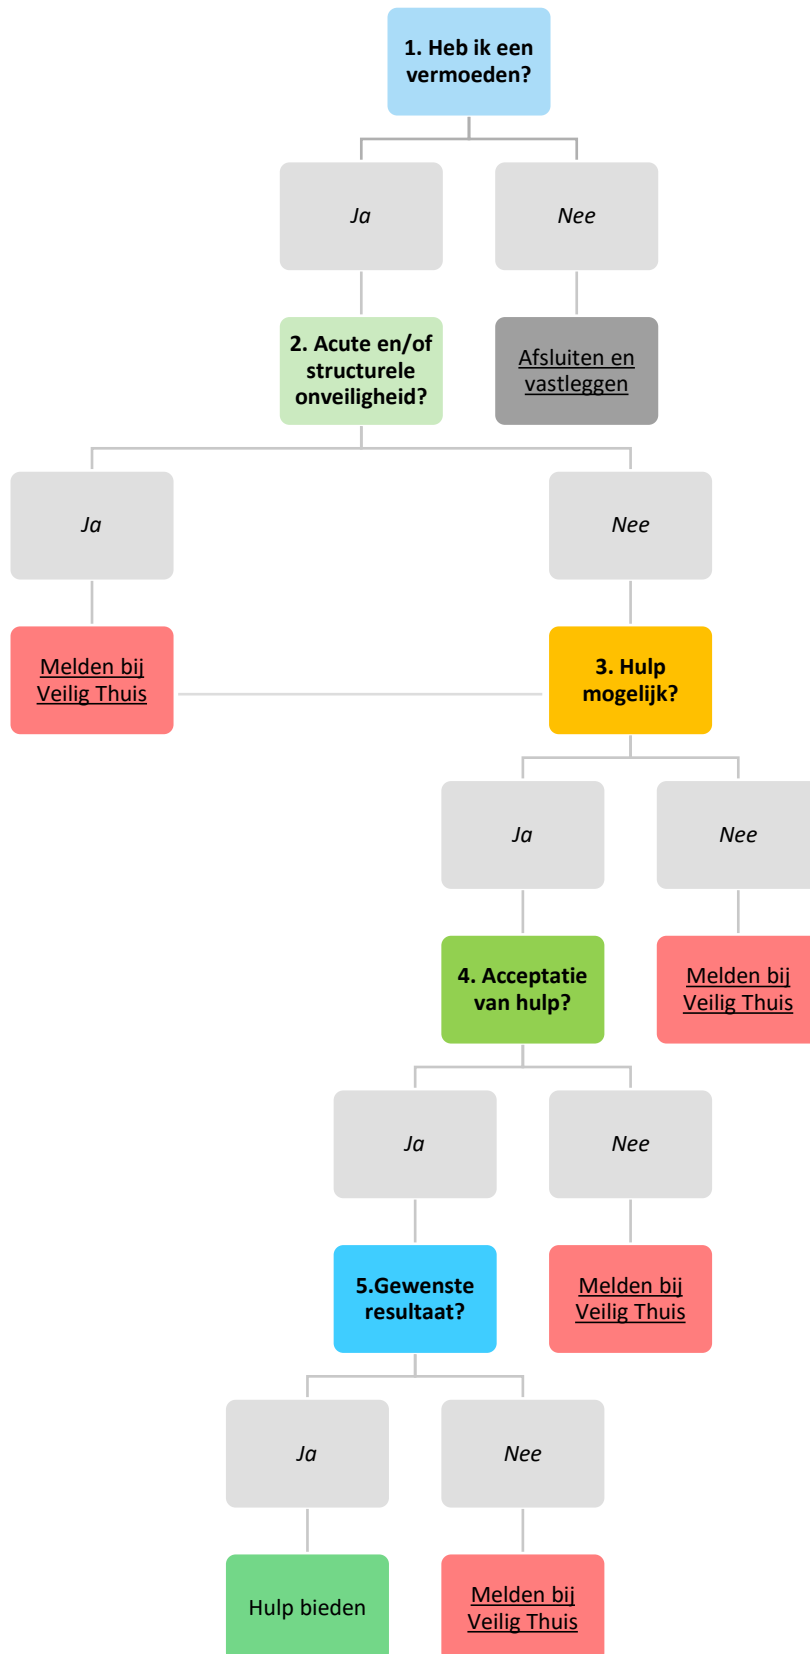 1. Heb ik een
vermoeden?
Ja
Nee
2. Acute en/of
structurele
onveiligheid?
Afsluiten en
vastleggen
Ja
Nee
Melden bij
Veilig Thuis
3. Hulp
mogelijk?
Ja
Nee
4. Acceptatie
van hulp?
Melden bij
Veilig Thuis
Ja
Nee
5.Gewenste
resultaat?
Melden bij
Veilig Thuis
Ja
Nee
Hulp bieden
Melden bij
Veilig Thuis